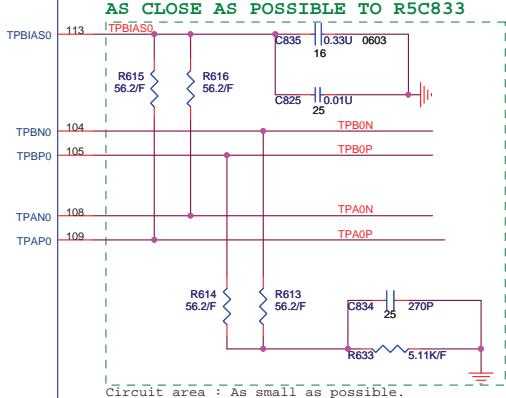 AS CLOSE AS POSSIBLE TO R5C833
TPBIAS0 113 TPBIAS0
C835 0.33U 0603
16
R615 R616
56.2/F 56.2/F
C825 0.01U
25
TPBN0 104 TPB0N
TPBP0 105 TPB0P
TPAN0 108 TPA0N
TPAP0 109 TPA0P
R614 R613
56.2/F 56.2/F
C834 270P
25
R633 5.11K/F
Circuit area : As small as possible.